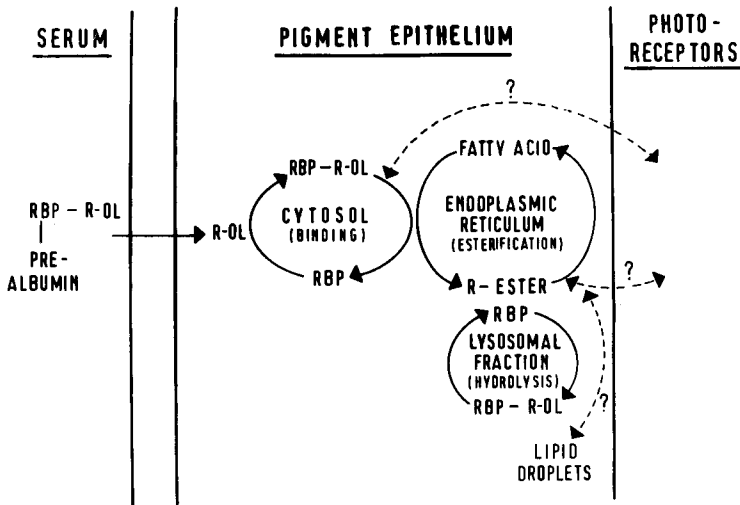 SERUM
PIGMENT EPITHELIUM
PHOTO-
RECEPTORS
?
RBP-R-OL
FATTY ACID
RBP - R-OL
PRE-
ALBUMIN
R-OL
CYTOSOL
(BINDING)
ENDOPLASMIC
RETICULUM
(ESTERIFICATION)
RBP
R- ESTER
?
RBP
LYSOSOMAL
FRACTION
(HYDROLYSIS)
RBP - R-OL
?
LIPID
DROPLETS